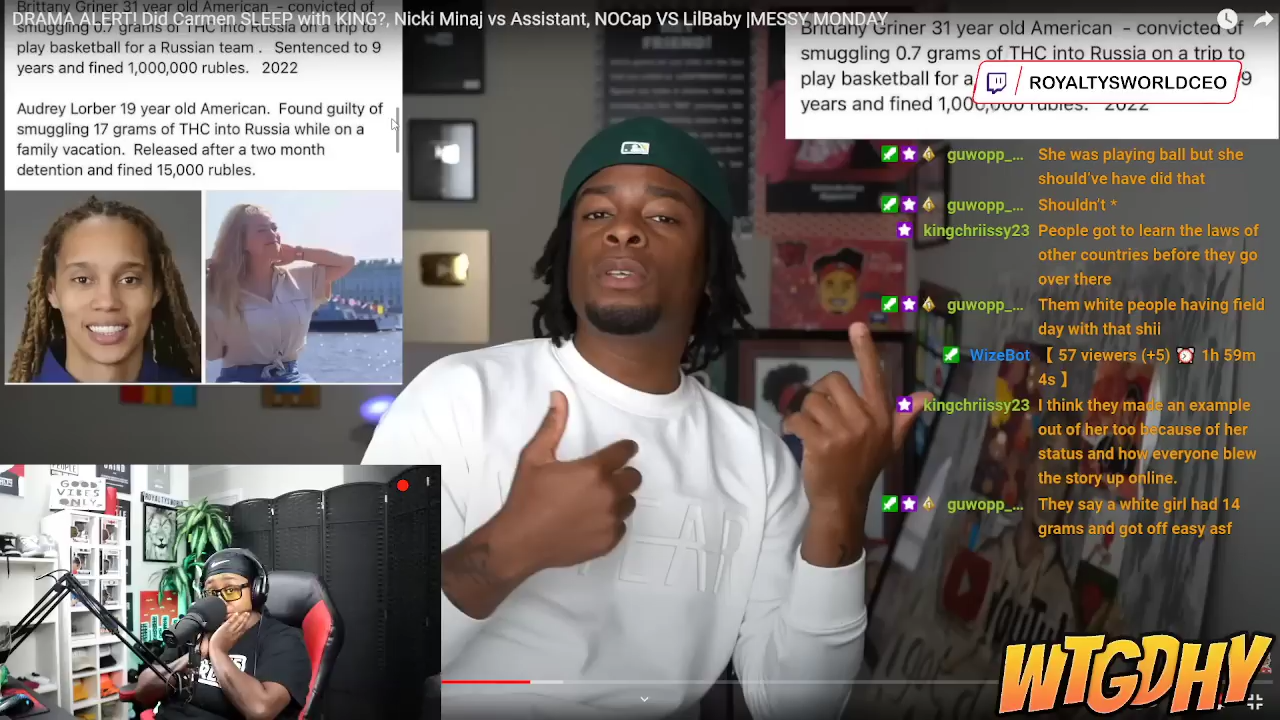 DRAMA ALERT! Did Carmen SLEEP with KING?, Nicki Minaj vs Assistant, NOCap VS LilBaby |MESSY MONDAY
Brittany Griner 31 year old American - convicted of
smuggling 0.7 grams of THC into Russia on a trip to
play basketball for a Russian team . Sentenced to 9
years and fined 1,000,000 rubles. 2022
Audrey Lorber 19 year old American. Found guilty of
smuggling 17 grams of THC into Russia while on a
family vacation. Released after a two month
detention and fined 15,000 rubles.
FRIEND!
Brittany Griner 31 year old American - convicted of
smuggling 0.7 grams of THC into Russia on a trip to
play basketball for a
9
years and fined 1,000,000 rubles. 2022
ROYALTYSWORLDCEO
guwopp_... She was playing ball but she
should've have did that
guwopp_... Shouldn't *
kingchriissy23 People got to learn the laws of
other countries before they go
over there
guwopp_... Them white people having field
day with that shii
WizeBot 【 57 viewers (+5) ⏰ 1h 59m
4s 】
kingchriissy23 I think they made an example
out of her too because of her
status and how everyone blew
the story up online.
guwopp_... They say a white girl had 14
grams and got off easy asf
GOOD
VIBES
ONLY
ROYALTYSWORLD
WTGDHY